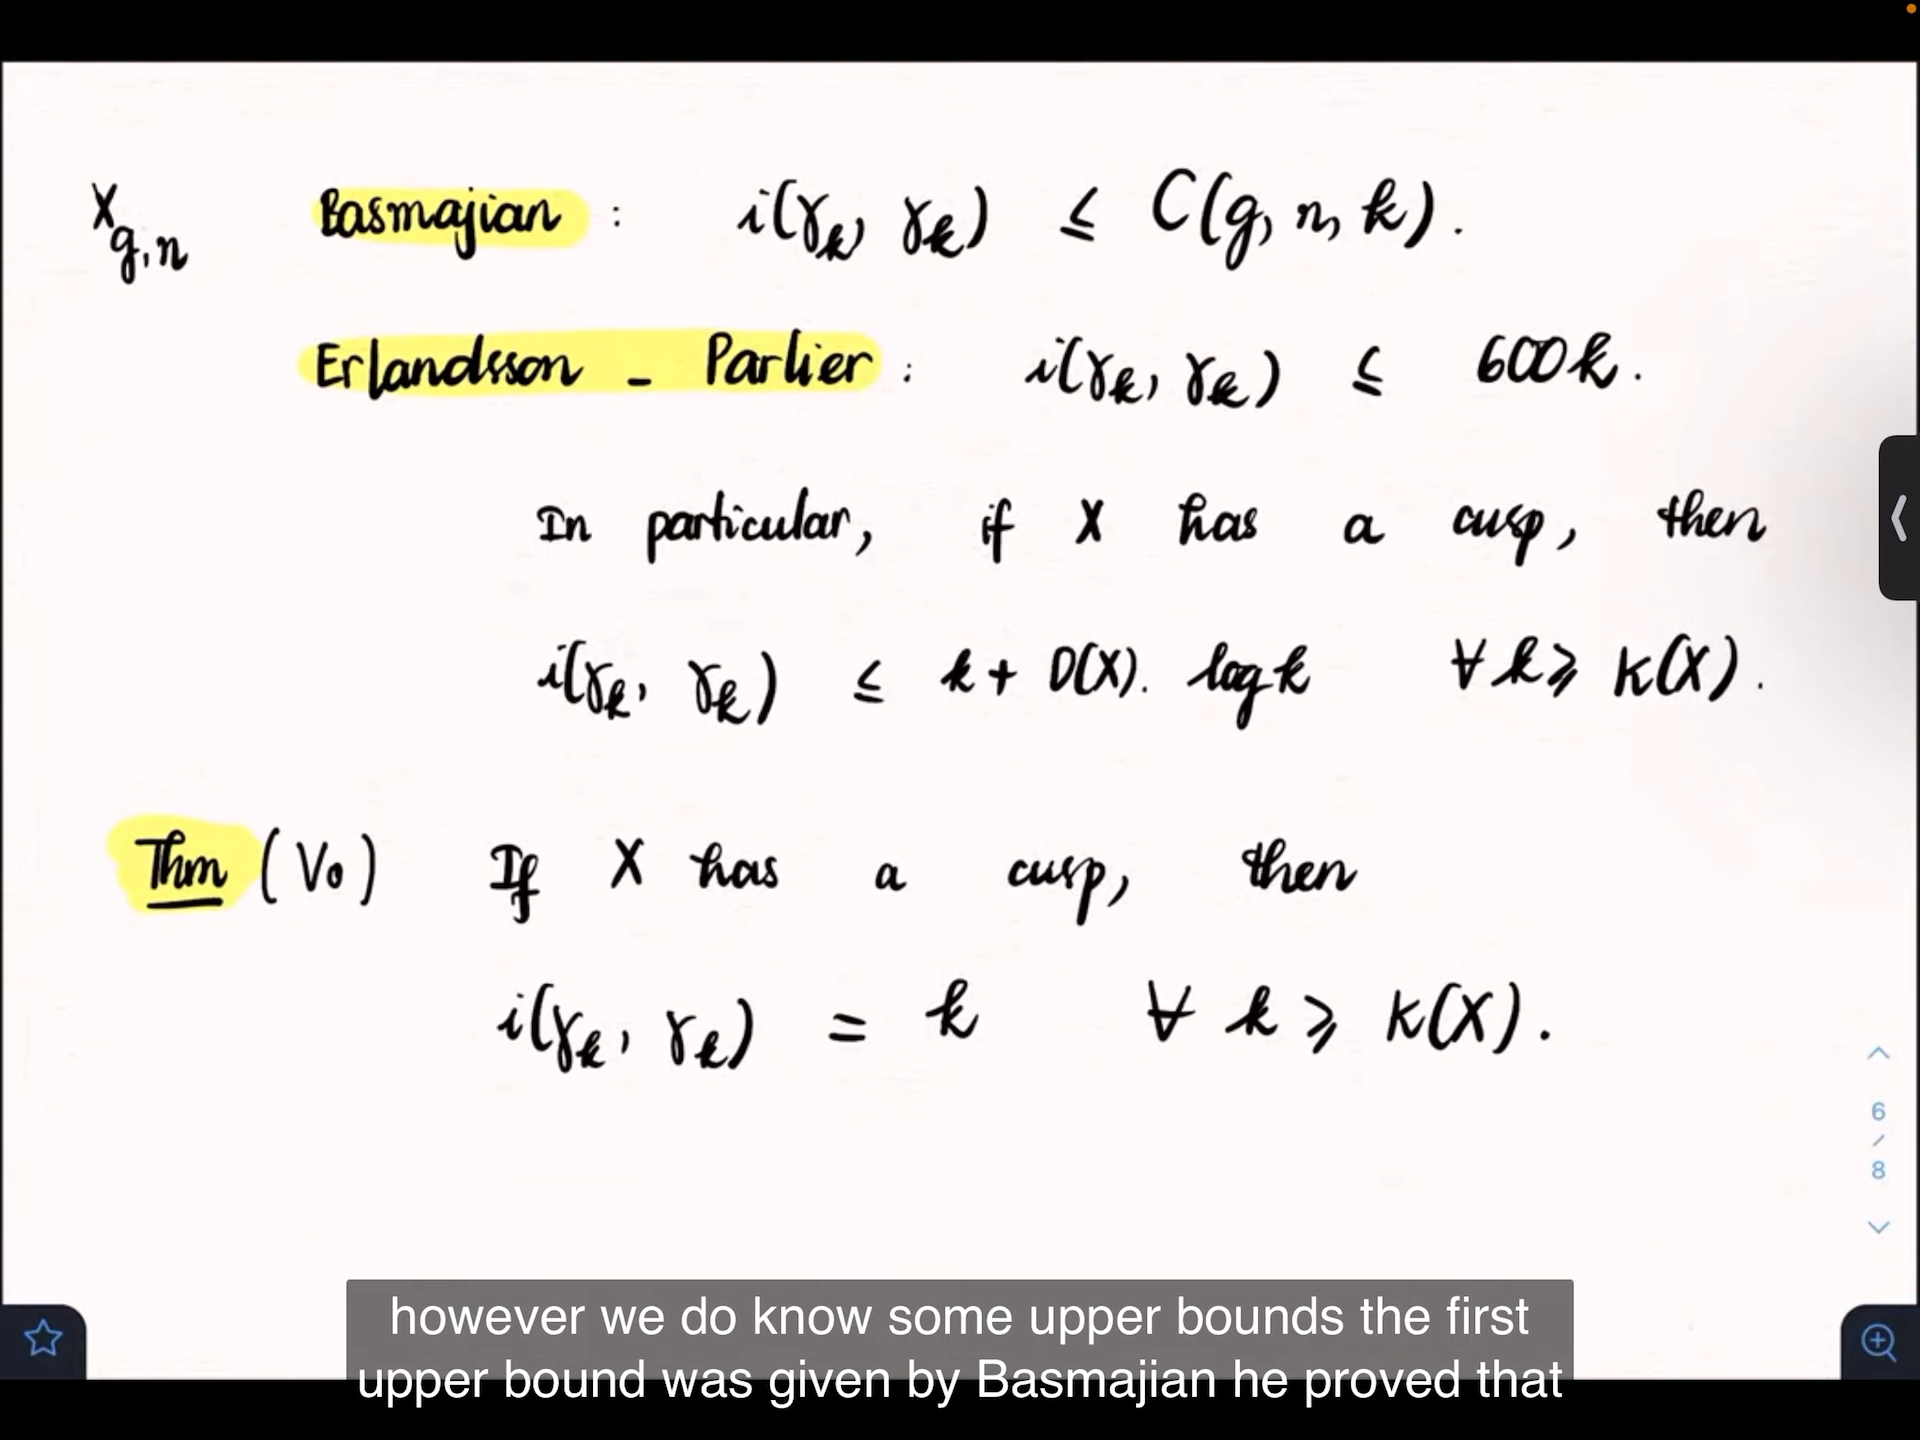 X_{g,n} Basmajian : i(γ_k, γ_k) ≤ C(g, n, k).
Erlandsson - Parlier : i(γ_k, γ_k) ≤ 600k.
In particular, if X has a cusp, then
i(γ_k, γ_k) ≤ k + D(X). log k ∀ k ⩾ K(X).
Thm (Vo) If X has a cusp, then
i(γ_k, γ_k) = k ∀ k ⩾ K(X).
6
/
8
however we do know some upper bounds the first
upper bound was given by Basmajian he proved that